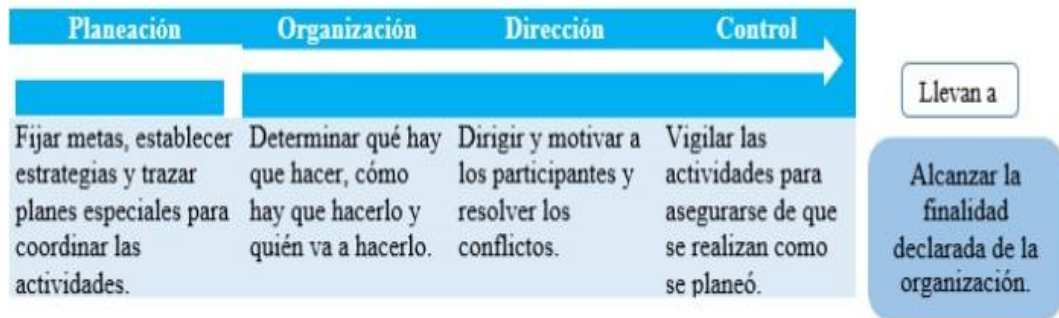 Planeación
Organización
Dirección
Control
Fijar metas, establecer
estrategias y trazar
planes especiales para
coordinar las
actividades.
Determinar qué hay
que hacer, cómo
hay que hacerlo y
quién va a hacerlo.
Dirigir y motivar a
los participantes y
resolver los
conflictos.
Vigilar las
actividades para
asegurarse de que
se realizan como
se planeó.
Llevan a
Alcanzar la
finalidad
declarada de la
organización.